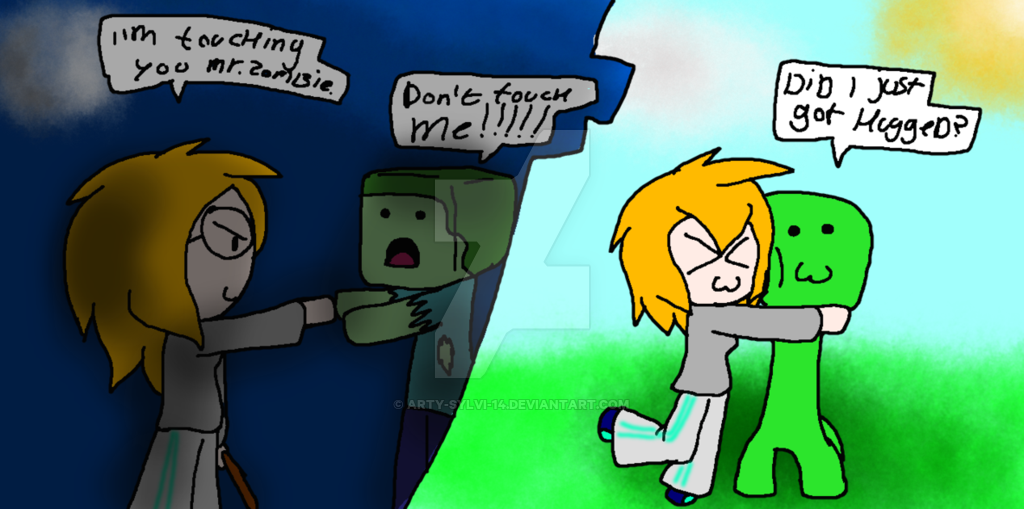 I'm touching
you mr. zombie.
Don't touch
me!!!!!
DiD I just
got HuggeD?
© ARTY-SYLVI-14.DEVIANTART.COM